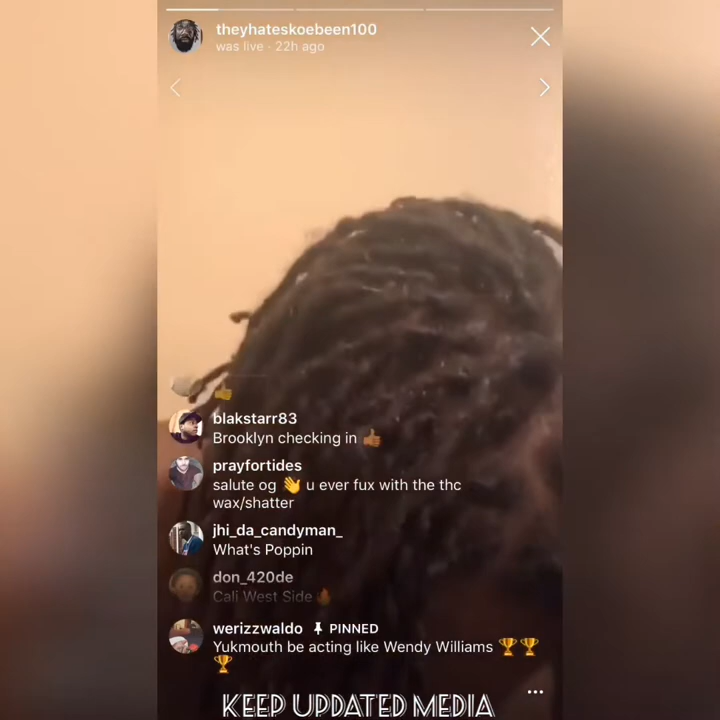 theyhateskoebeen100
was live · 22h ago
blakstarr83
Brooklyn checking in 👍🏾
prayfortides
salute og 👋 u ever fux with the thc
wax/shatter
jhi_da_candyman_
What's Poppin
don_420de
Cali West Side 🔥
werizzwaldo PINNED
Yukmouth be acting like Wendy Williams 🏆🏆
🏆
KEEP UPDATED MEDIA